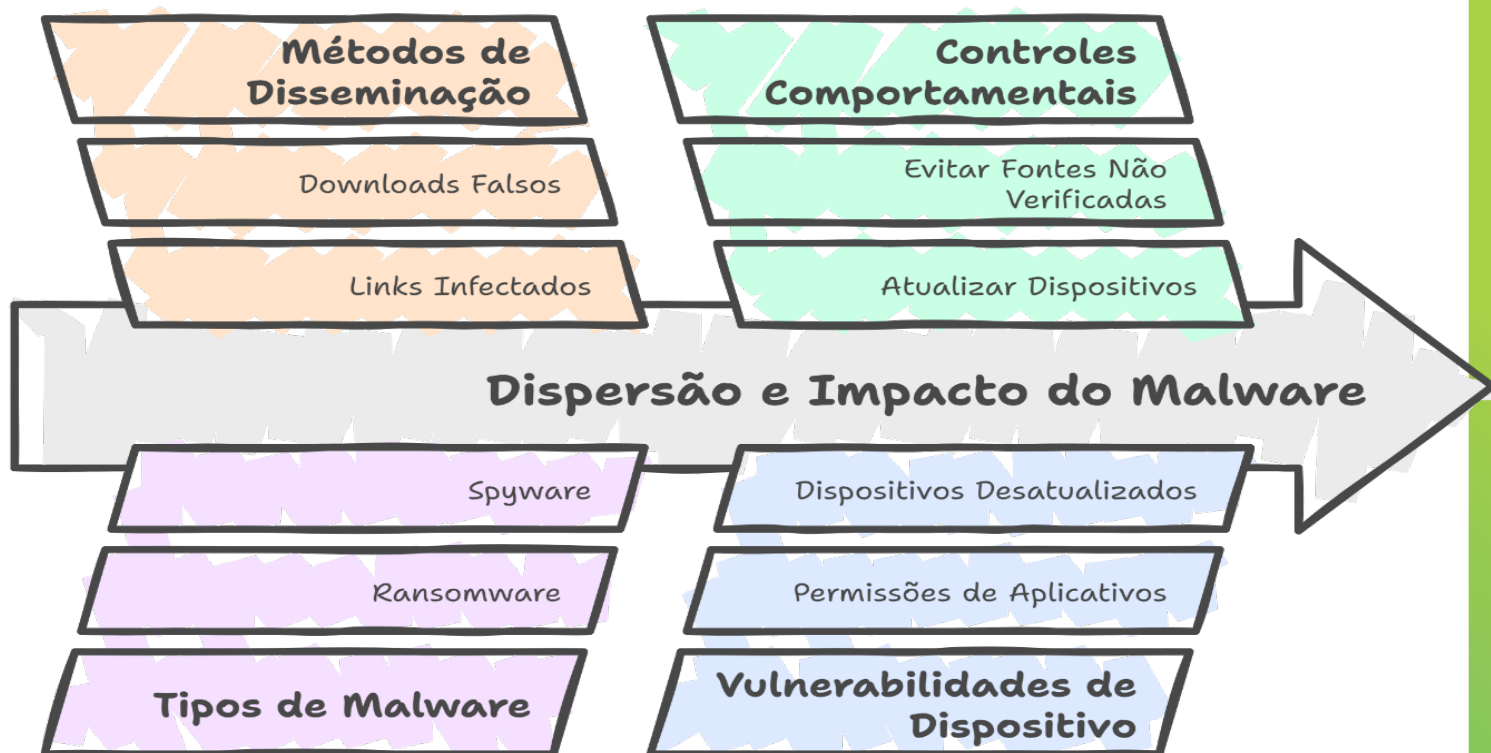 Métodos de
Disseminação
Downloads Falsos
Links Infectados
Controles
Comportamentais
Evitar Fontes Não
Verificadas
Atualizar Dispositivos
Dispersão e Impacto do Malware
Spyware
Ransomware
Tipos de Malware
Dispositivos Desatualizados
Permissões de Aplicativos
Vulnerabilidades de
Dispositivo